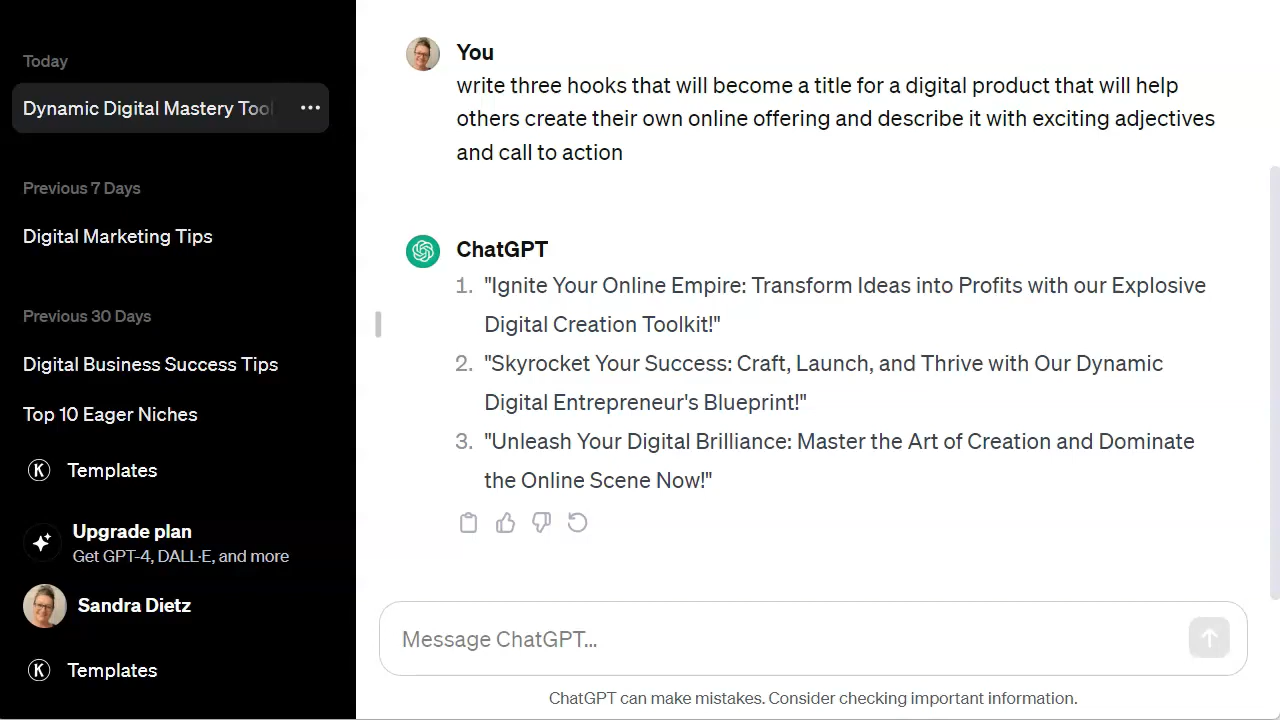 Today
Dynamic Digital Mastery Tool
Previous 7 Days
Digital Marketing Tips
Previous 30 Days
Digital Business Success Tips
Top 10 Eager Niches
K Templates
Upgrade plan
Get GPT-4, DALL·E, and more
Sandra Dietz
K Templates
You
write three hooks that will become a title for a digital product that will help
others create their own online offering and describe it with exciting adjectives
and call to action
ChatGPT
1. "Ignite Your Online Empire: Transform Ideas into Profits with our Explosive
Digital Creation Toolkit!"
2. "Skyrocket Your Success: Craft, Launch, and Thrive with Our Dynamic
Digital Entrepreneur's Blueprint!"
3. "Unleash Your Digital Brilliance: Master the Art of Creation and Dominate
the Online Scene Now!"
Message ChatGPT...
ChatGPT can make mistakes. Consider checking important information.